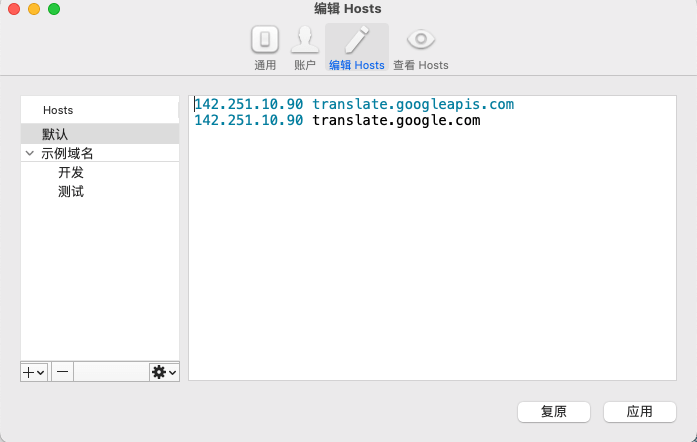 编辑 Hosts
通用
账户
编辑 Hosts
查看 Hosts
Hosts
默认
示例域名
开发
测试
142.251.10.90 translate.googleapis.com
142.251.10.90 translate.google.com
复原
应用